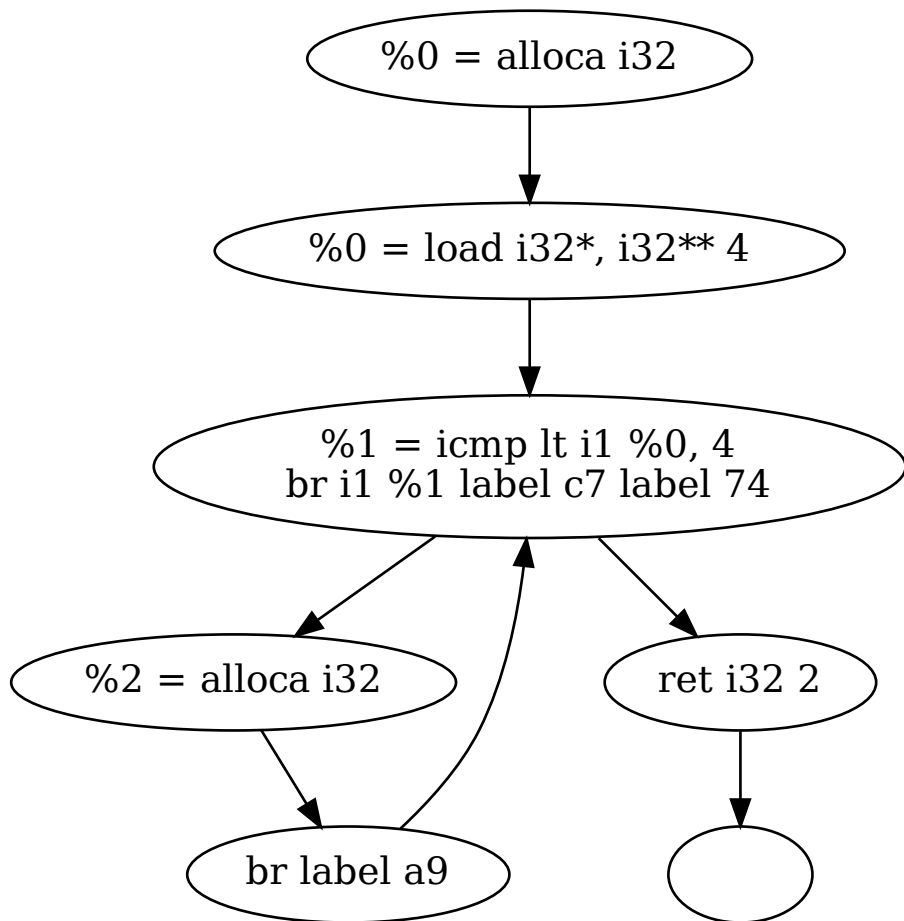 %0 = alloca i32
%0 = load i32*, i32** 4
%1 = icmp lt i1 %0, 4
br i1 %1 label c7 label 74
%2 = alloca i32
ret i32 2
br label a9